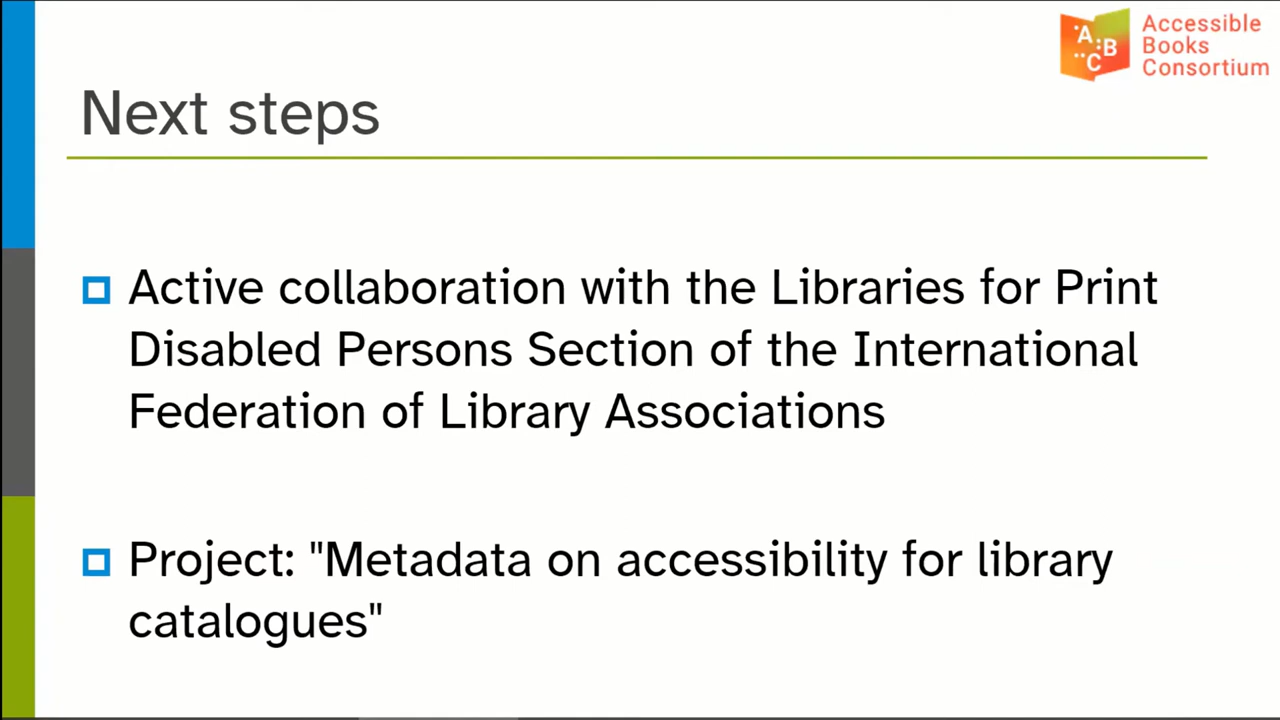 Accessible
Books
Consortium
A
B
C
Next steps
Active collaboration with the Libraries for Print
Disabled Persons Section of the International
Federation of Library Associations
Project: "Metadata on accessibility for library
catalogues"